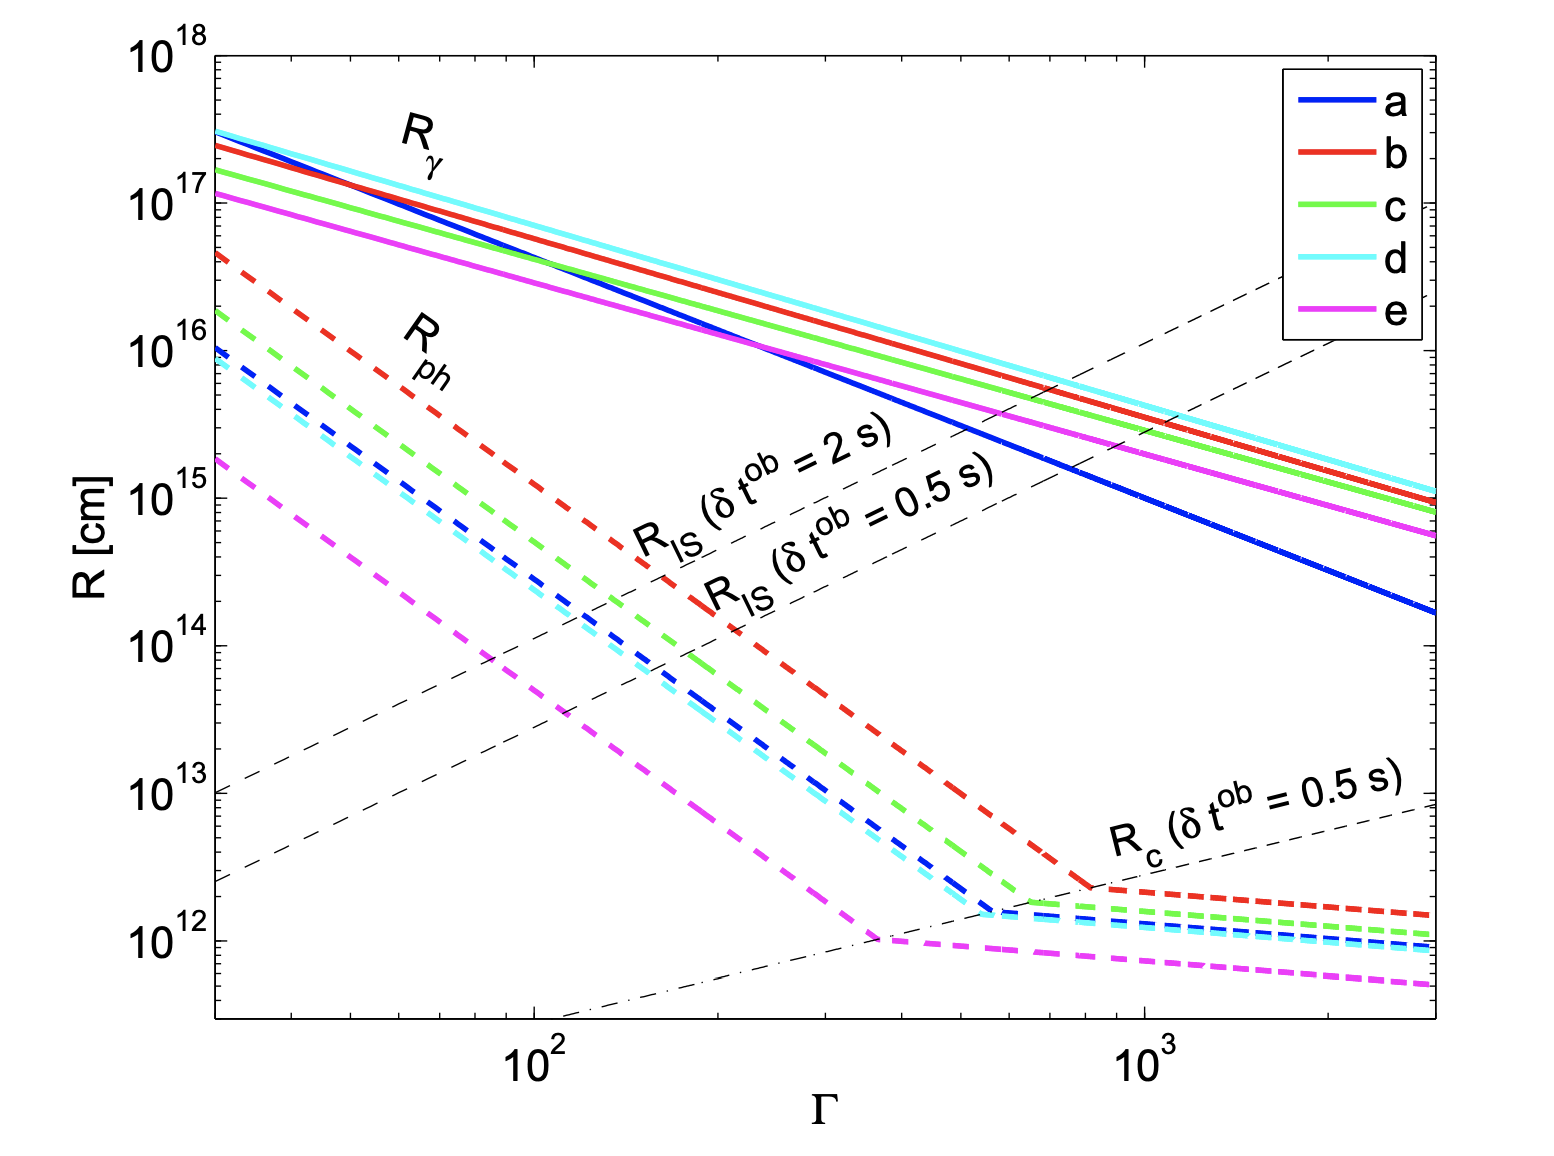 10^18
10^17
10^16
10^15
10^14
10^13
10^12
R [cm]
R_γ
R_ph
R_IS (δ t^ob = 2 s)
R_IS (δ t^ob = 0.5 s)
R_c (δ t^ob = 0.5 s)
a
b
c
d
e
10^2
10^3
Γ